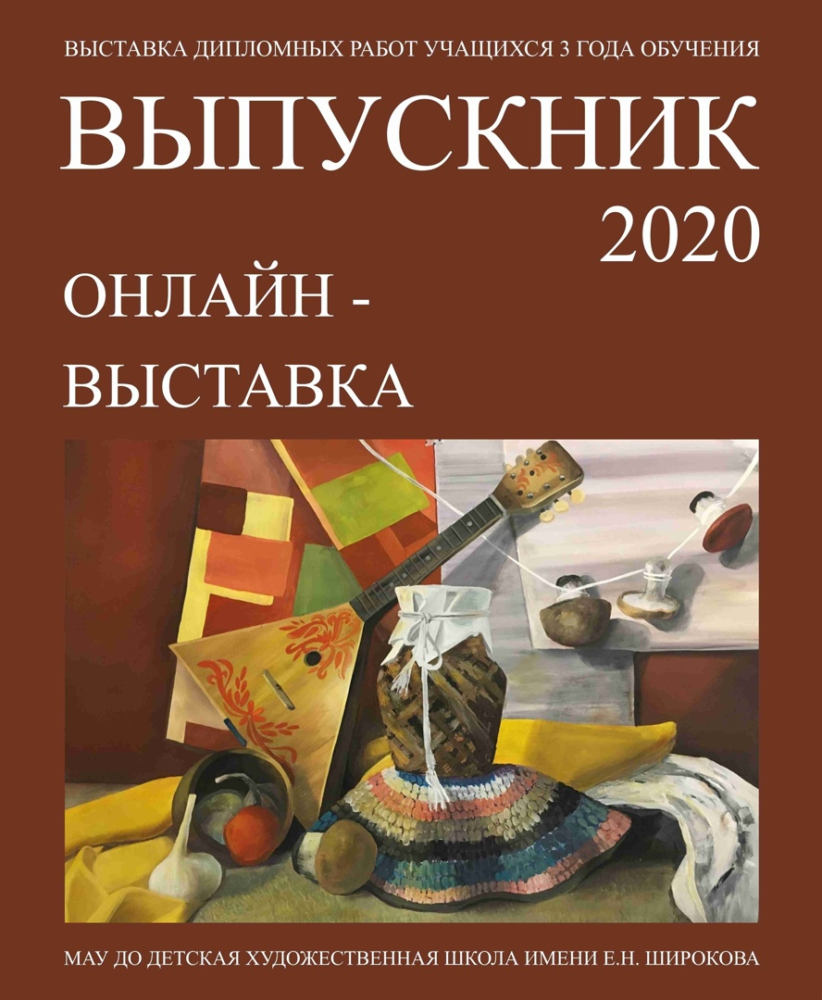 ВЫСТАВКА ДИПЛОМНЫХ РАБОТ УЧАЩИХСЯ 3 ГОДА ОБУЧЕНИЯ
ВЫПУСКНИК
2020
ОНЛАЙН -
ВЫСТАВКА
МАУ ДО ДЕТСКАЯ ХУДОЖЕСТВЕННАЯ ШКОЛА ИМЕНИ Е.Н. ШИРОКОВА